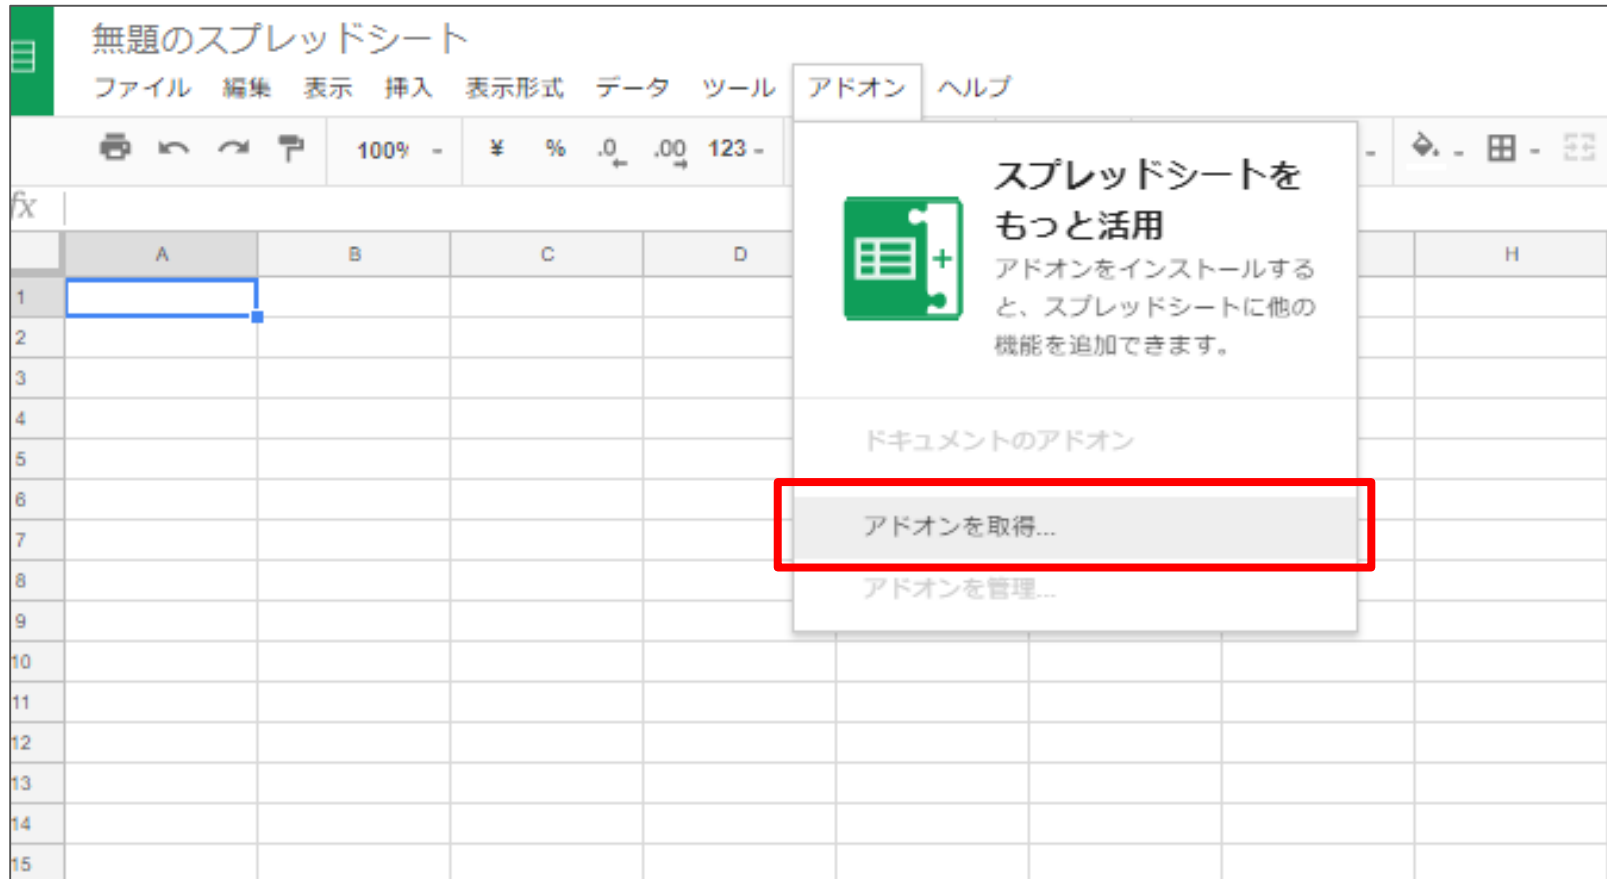 無題のスプレッドシート
ファイル 編集 表示 挿入 表示形式 データ ツール アドオン ヘルプ
100% ¥ % .0 .00 123
fx
スプレッドシートを
もっと活用
アドオンをインストールする
と、スプレッドシートに他の
機能を追加できます。
ドキュメントのアドオン
アドオンを取得...
アドオンを管理...
A B C D H
1
2
3
4
5
6
7
8
9
10
11
12
13
14
15